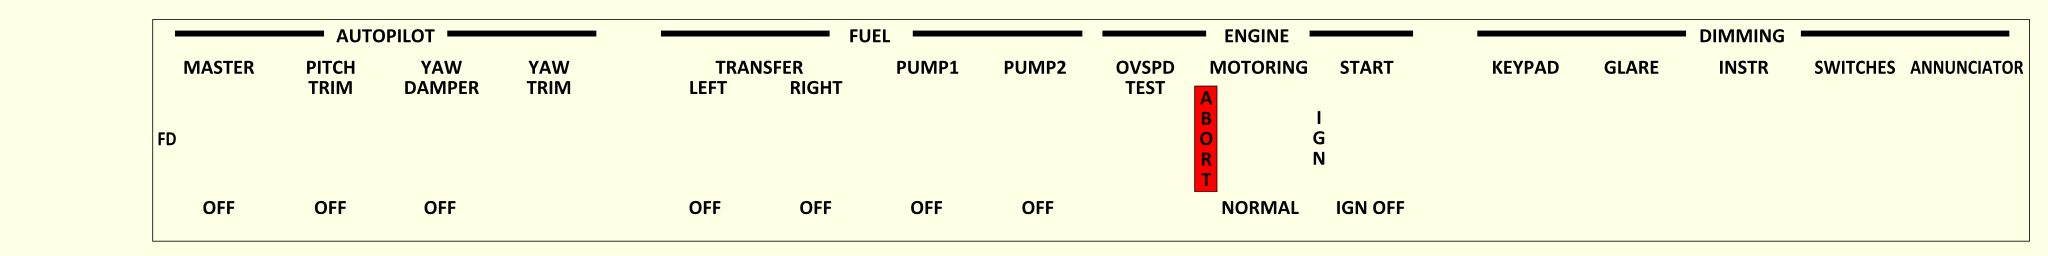 AUTOPILOT FUEL ENGINE DIMMING
MASTER PITCH YAW YAW TRANSFER PUMP1 PUMP2 OVSPD MOTORING START KEYPAD GLARE INSTR SWITCHES ANNUNCIATOR
TRIM DAMPER TRIM LEFT RIGHT TEST
FD
ABORT
IGN
OFF OFF OFF OFF OFF OFF OFF NORMAL IGN OFF